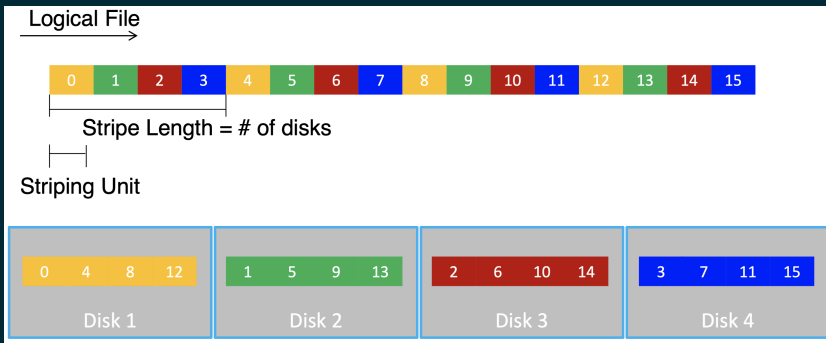 Logical File
0 1 2 3 4 5 6 7 8 9 10 11 12 13 14 15
Stripe Length = # of disks
Striping Unit
0 4 8 12
Disk 1
1 5 9 13
Disk 2
2 6 10 14
Disk 3
3 7 11 15
Disk 4